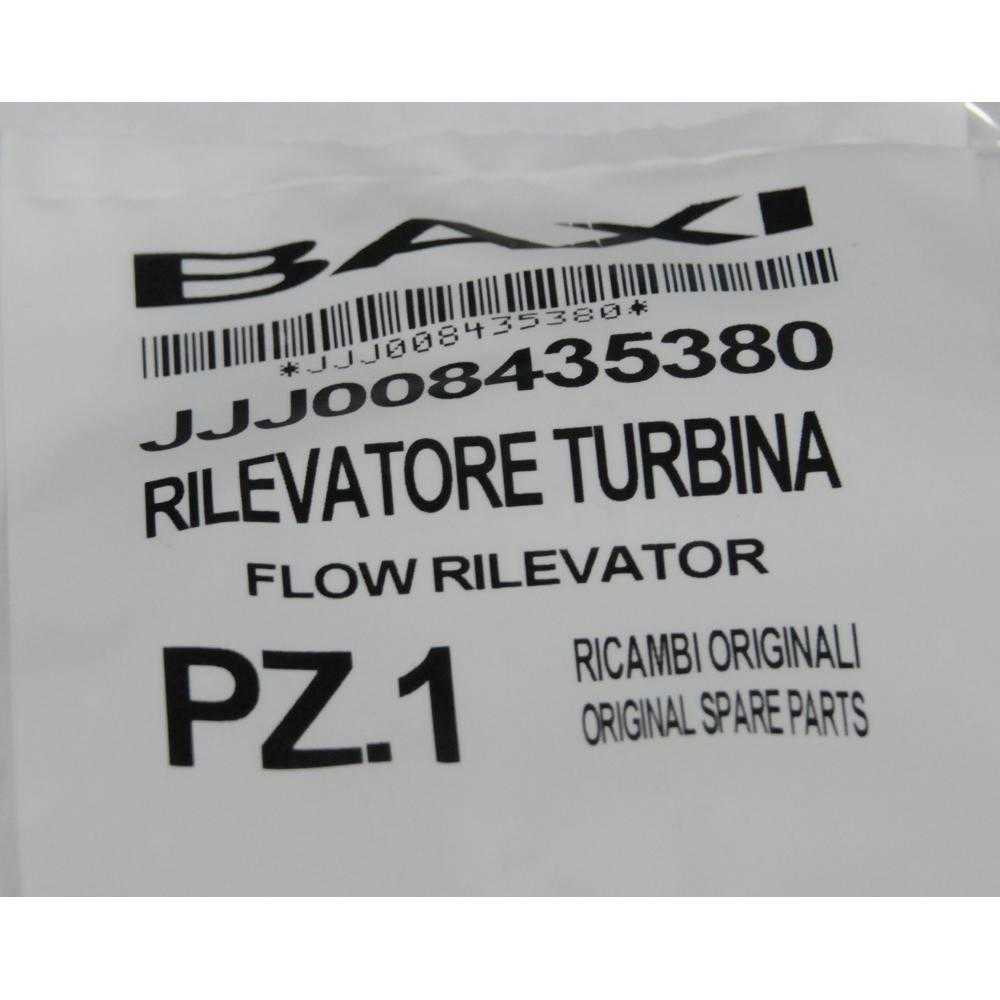 BAXI
*JJJ008435380*
JJJ008435380
RILEVATORE TURBINA
FLOW RILEVATOR
PZ.1
RICAMBI ORIGINALI
ORIGINAL SPARE PARTS